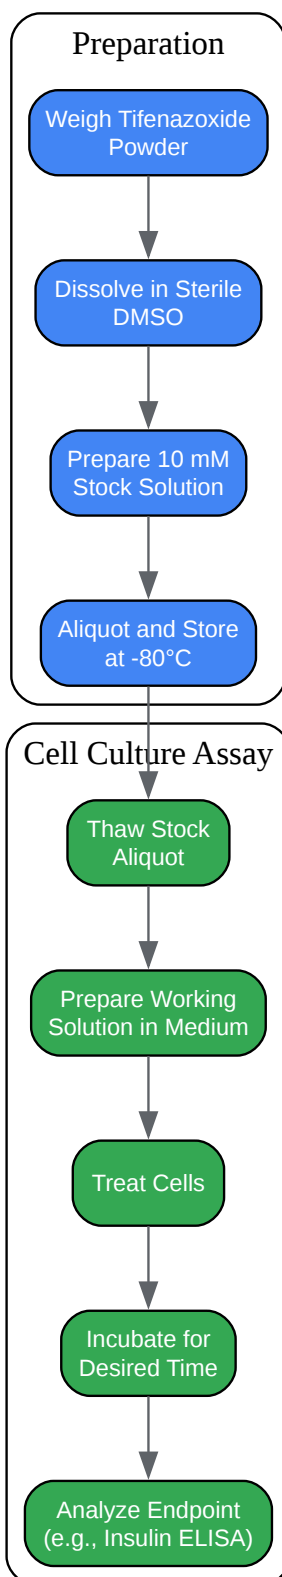 Preparation
Weigh Tifenazoxide
Powder
Dissolve in Sterile
DMSO
Prepare 10 mM
Stock Solution
Aliquot and Store
at -80°C
Cell Culture Assay
Thaw Stock
Aliquot
Prepare Working
Solution in Medium
Treat Cells
Incubate for
Desired Time
Analyze Endpoint
(e.g., Insulin ELISA)